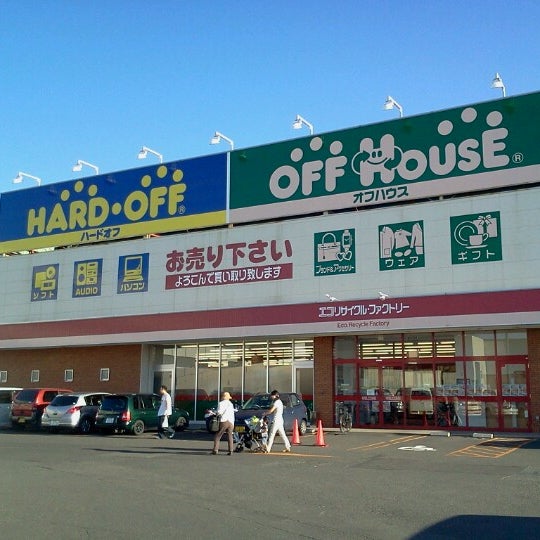 HARD・OFF®
ハードオフ
OFF HOUSE®
オフハウス
ソフト
AUDIO
パソコン
お売り下さい
よろこんで買い取り致します
ブランド&アクセサリー
ウエア
ギフト
エコリサイクル・ファクトリー
Eco Recycle Factory
WELCOME
WELCOME